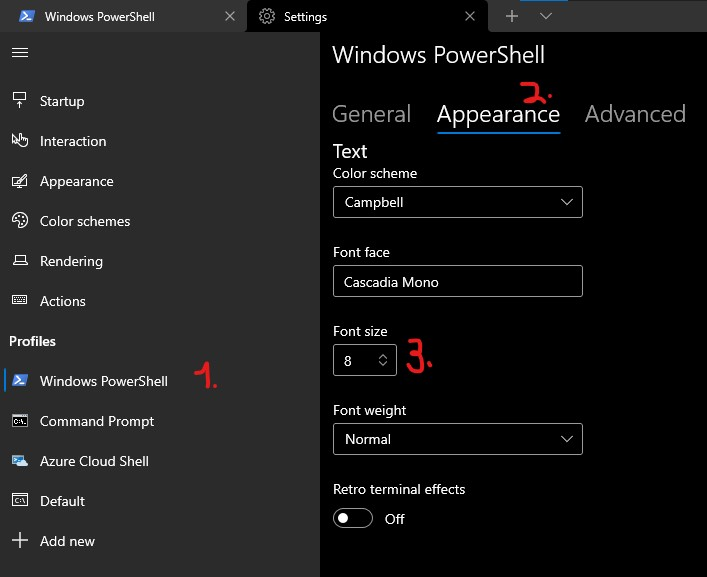 Windows PowerShell
Settings
Startup
Interaction
Appearance
Color schemes
Rendering
Actions
Profiles
Windows PowerShell 1.
Command Prompt
Azure Cloud Shell
Default
Add new
Windows PowerShell
2.
General Appearance Advanced
Text
Color scheme
Campbell
Font face
Cascadia Mono
Font size
8 3.
Font weight
Normal
Retro terminal effects
Off